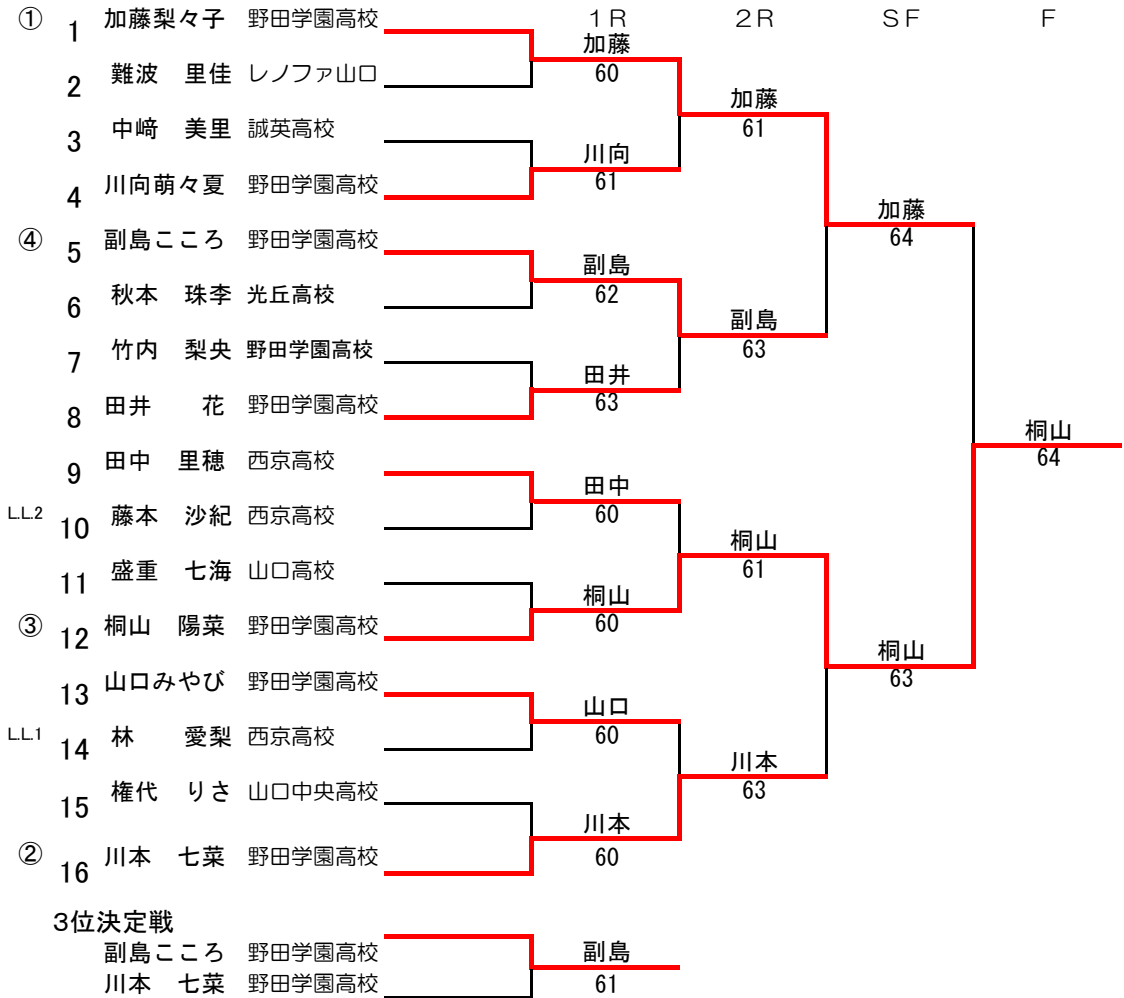 １Ｒ ２Ｒ ＳＦ Ｆ
① 1 加藤梨々子 野田学園高校
加藤
60
2 難波 里佳 レノファ山口
加藤
61
3 中﨑 美里 誠英高校
川向
61
4 川向萌々夏 野田学園高校
加藤
64
④ 5 副島こころ 野田学園高校
副島
62
6 秋本 珠李 光丘高校
副島
63
7 竹内 梨央 野田学園高校
田井
63
8 田井 花 野田学園高校
桐山
64
9 田中 里穂 西京高校
田中
60
L.L.2 10 藤本 沙紀 西京高校
桐山
61
11 盛重 七海 山口高校
桐山
60
③ 12 桐山 陽菜 野田学園高校
桐山
63
13 山口みやび 野田学園高校
山口
60
L.L.1 14 林 愛梨 西京高校
川本
63
15 権代 りさ 山口中央高校
川本
60
② 16 川本 七菜 野田学園高校
3位決定戦
副島こころ 野田学園高校
副島
川本 七菜 野田学園高校
61